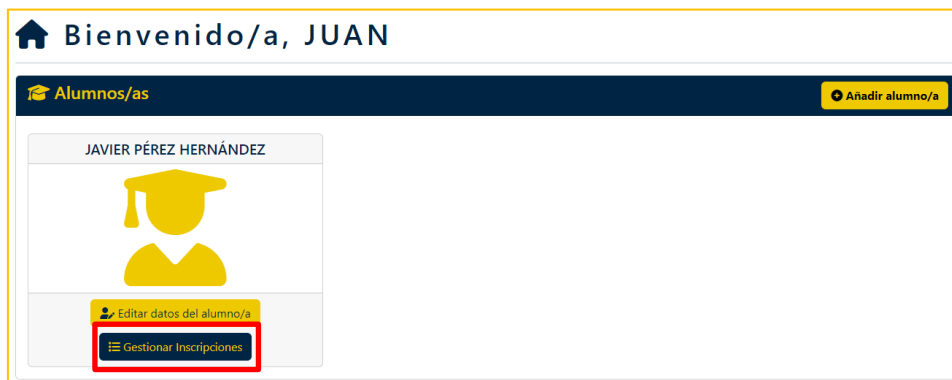 Bienvenido/a, JUAN
Alumnos/as
Añadir alumno/a
JAVIER PÉREZ HERNÁNDEZ
Editar datos del alumno/a
Gestionar Inscripciones